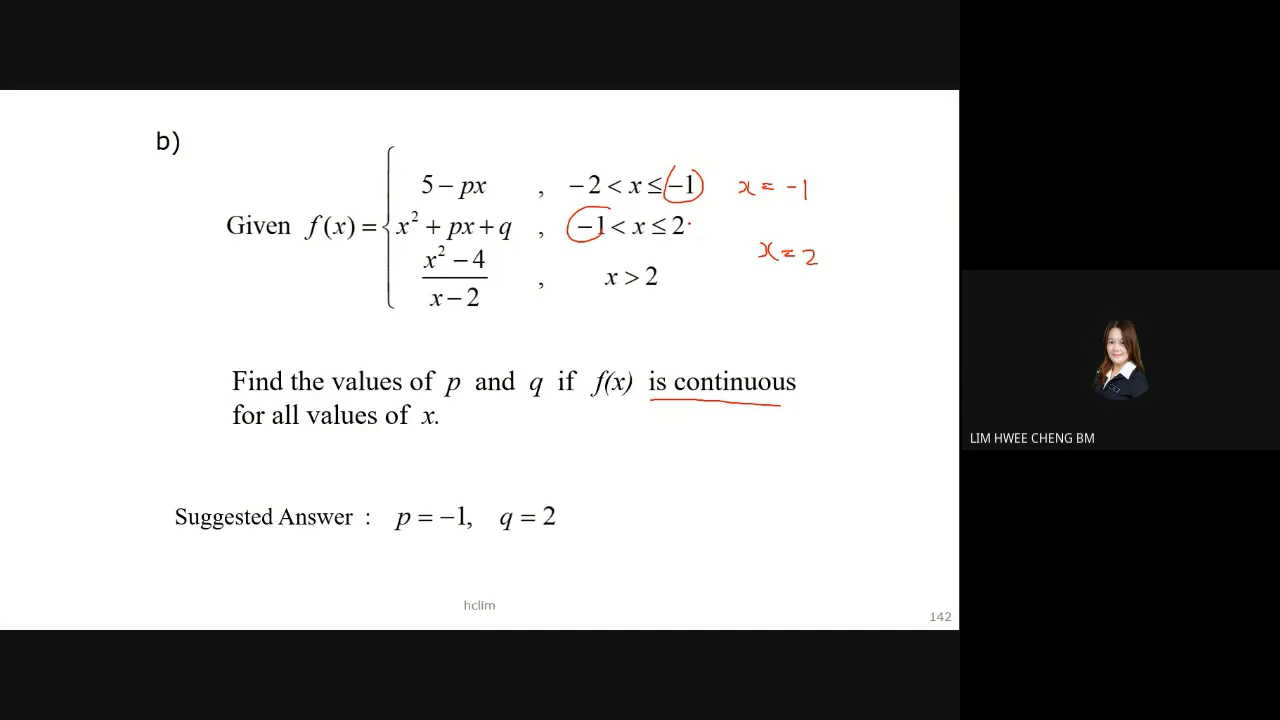 b)
Given f(x) = { 5 − px , −2 < x ≤ −1 x = −1
x² + px + q , −1 < x ≤ 2
x = 2
x² − 4 / x − 2 , x > 2
Find the values of p and q if f(x) is continuous
for all values of x.
Suggested Answer : p = −1, q = 2
hclim
142
LIM HWEE CHENG BM